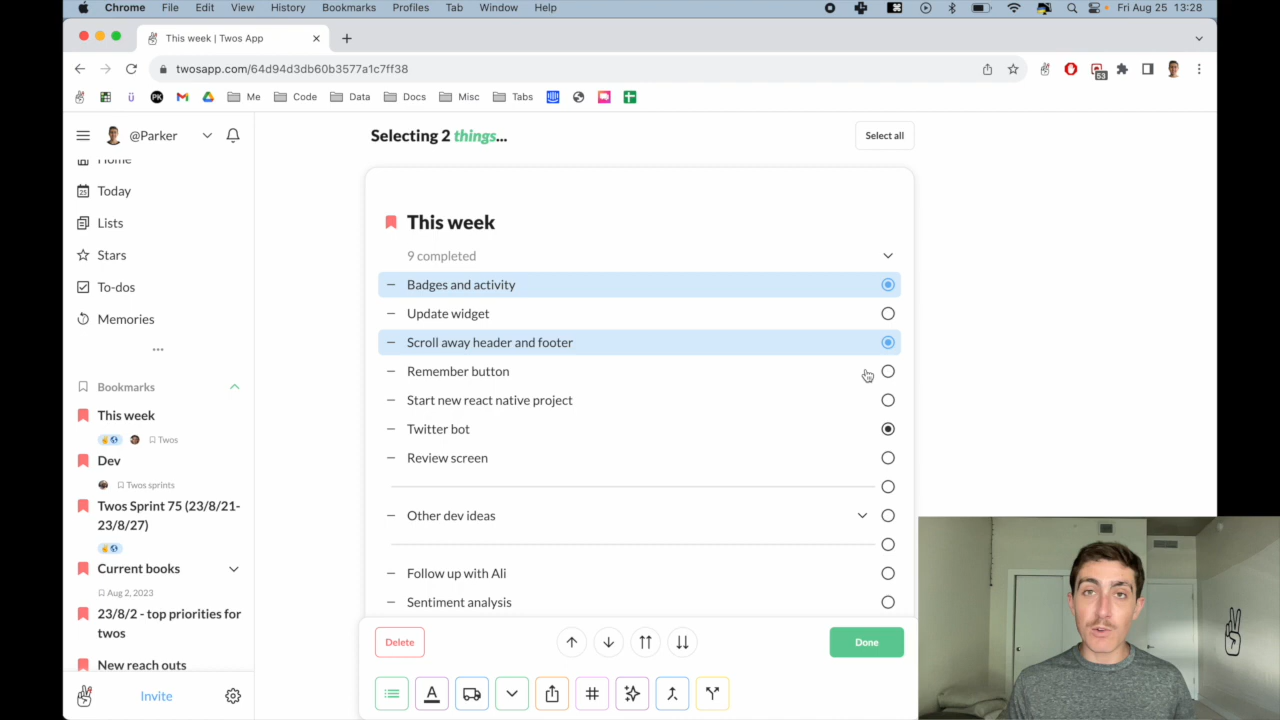 Chrome File Edit View History Bookmarks Profiles Tab Window Help Fri Aug 25 13:28
This week | Twos App
twosapp.com/64d94d3db60b3577a1c7ff38
53
PK Me Code Data Docs Misc Tabs
@Parker
Home
Today
Lists
Stars
To-dos
Memories
Bookmarks
This week
Twos
Dev
Twos sprints
Twos Sprint 75 (23/8/21-
23/8/27)
Current books
Aug 2, 2023
23/8/2 - top priorities for
twos
New reach outs
Invite
Selecting 2 things...
Select all
This week
9 completed
Badges and activity
Update widget
Scroll away header and footer
Remember button
Start new react native project
Twitter bot
Review screen
Other dev ideas
Follow up with Ali
Sentiment analysis
Delete
Done